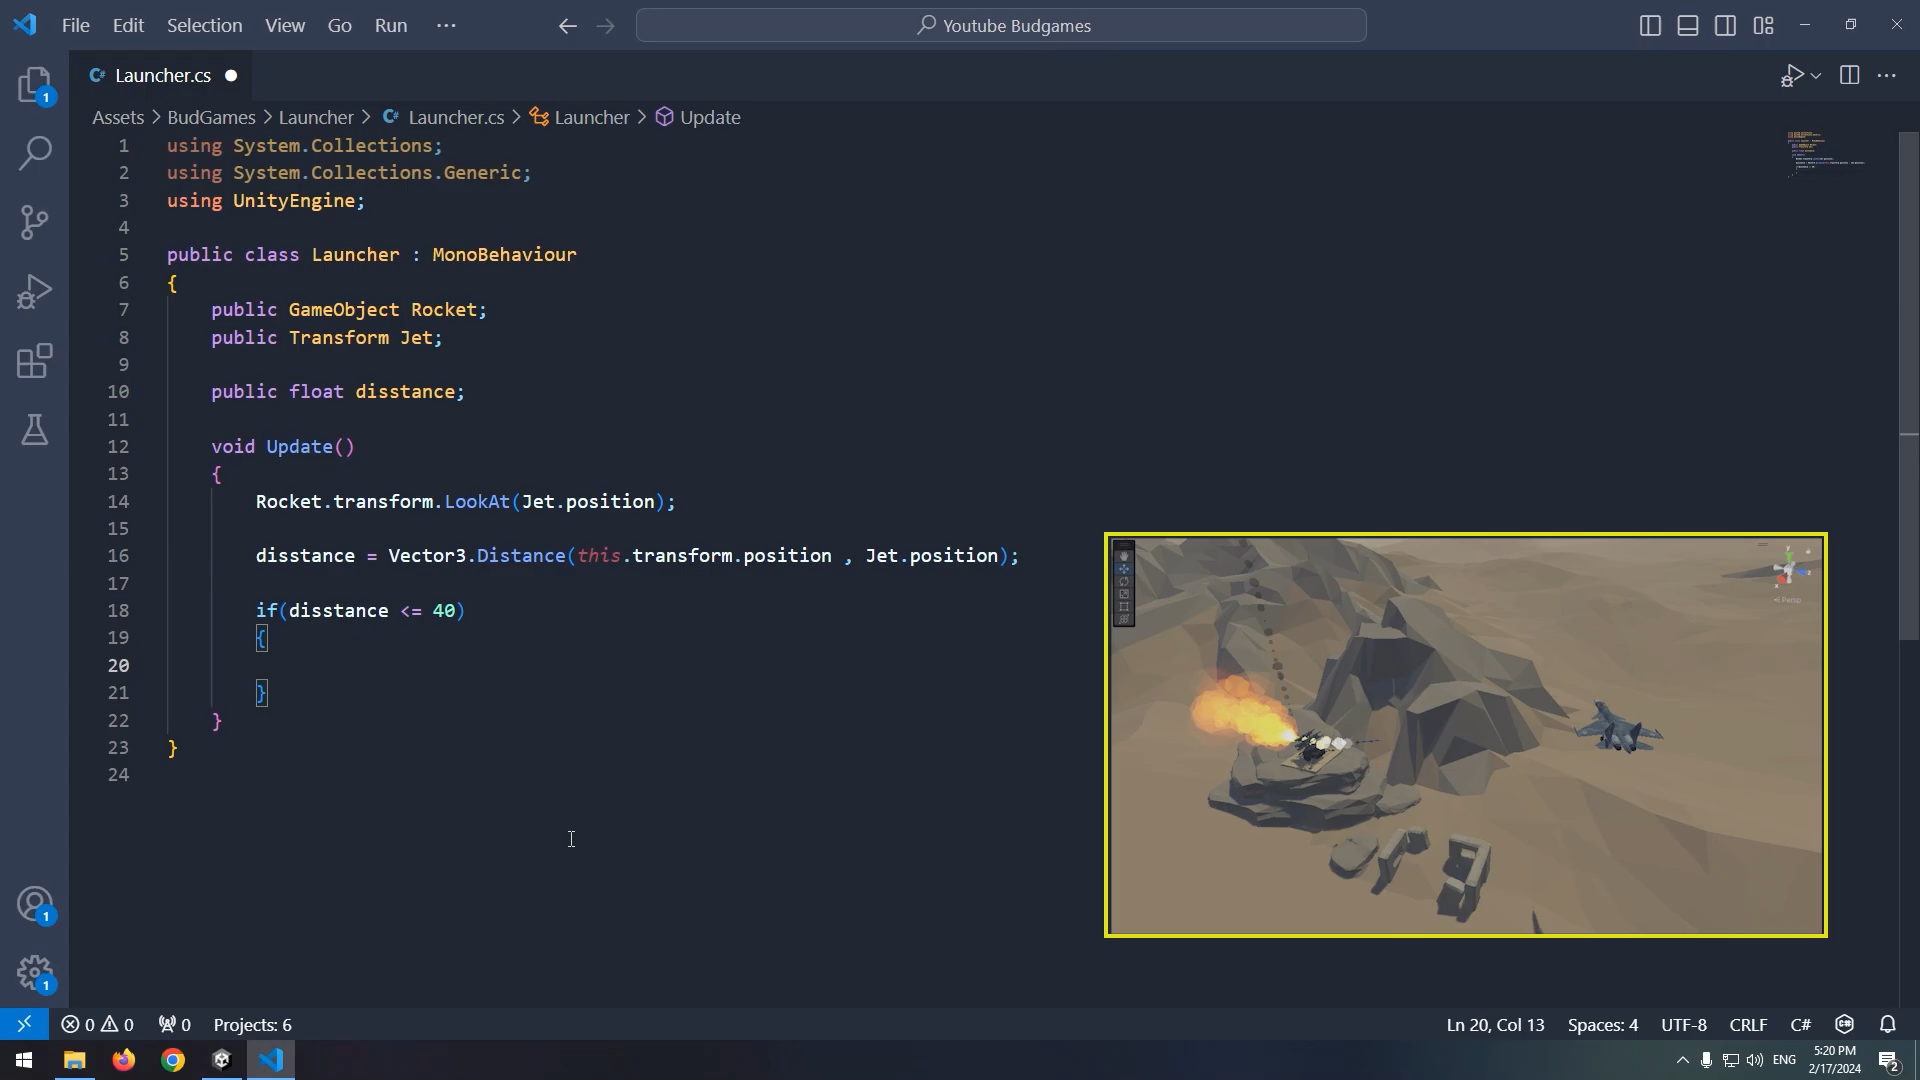 File Edit Selection View Go Run ···
Youtube Budgames
Launcher.cs
Assets > BudGames > Launcher > Launcher.cs > Launcher > Update
1 using System.Collections;
2 using System.Collections.Generic;
3 using UnityEngine;
4
5 public class Launcher : MonoBehaviour
6 {
7 public GameObject Rocket;
8 public Transform Jet;
9
10 public float disstance;
11
12 void Update()
13 {
14 Rocket.transform.LookAt(Jet.position);
15
16 disstance = Vector3.Distance(this.transform.position , Jet.position);
17
18 if(disstance <= 40)
19 {
20
21 }
22 }
23 }
24
1
1
1
Persp
0 0 0 Projects: 6
Ln 20, Col 13 Spaces: 4 UTF-8 CRLF C#
ENG
5:20 PM
2/17/2024
2